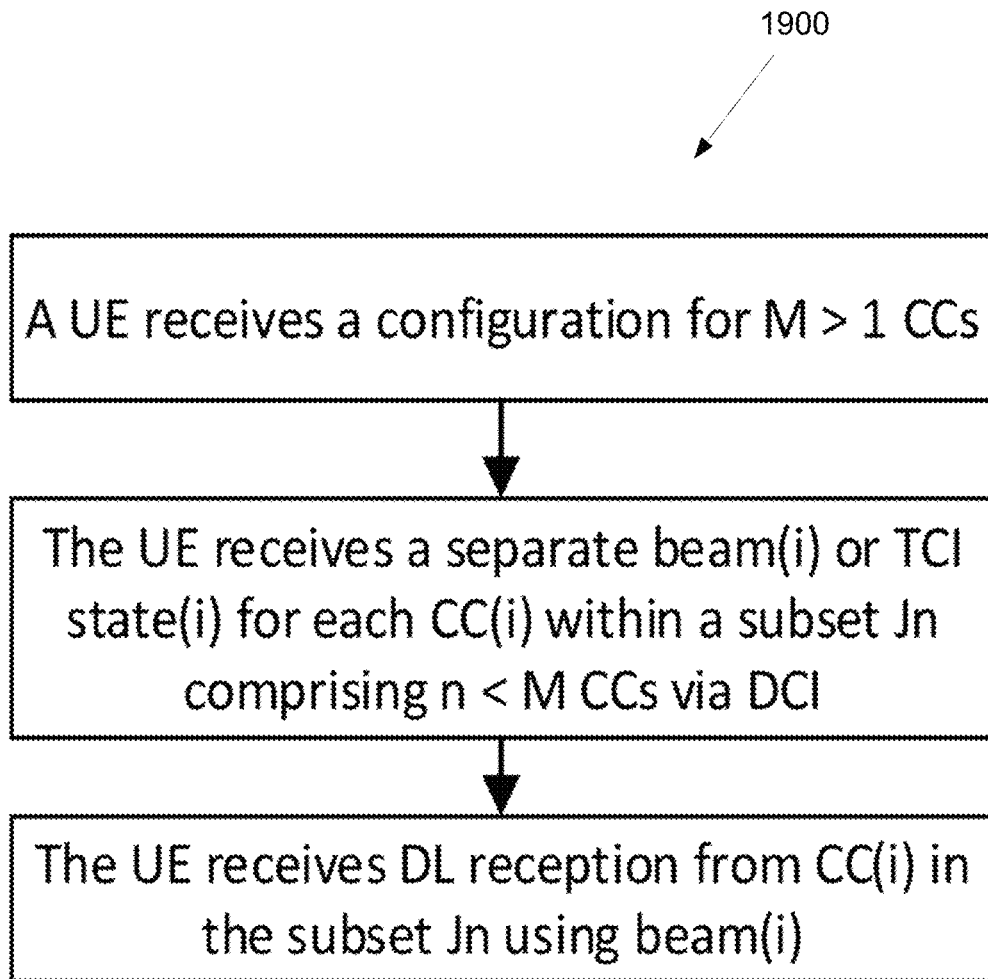 1900
A UE receives a configuration for M > 1 CCs
The UE receives a separate beam(i) or TCI
state(i) for each CC(i) within a subset Jn
comprising n < M CCs via DCI
The UE receives DL reception from CC(i) in
the subset Jn using beam(i)